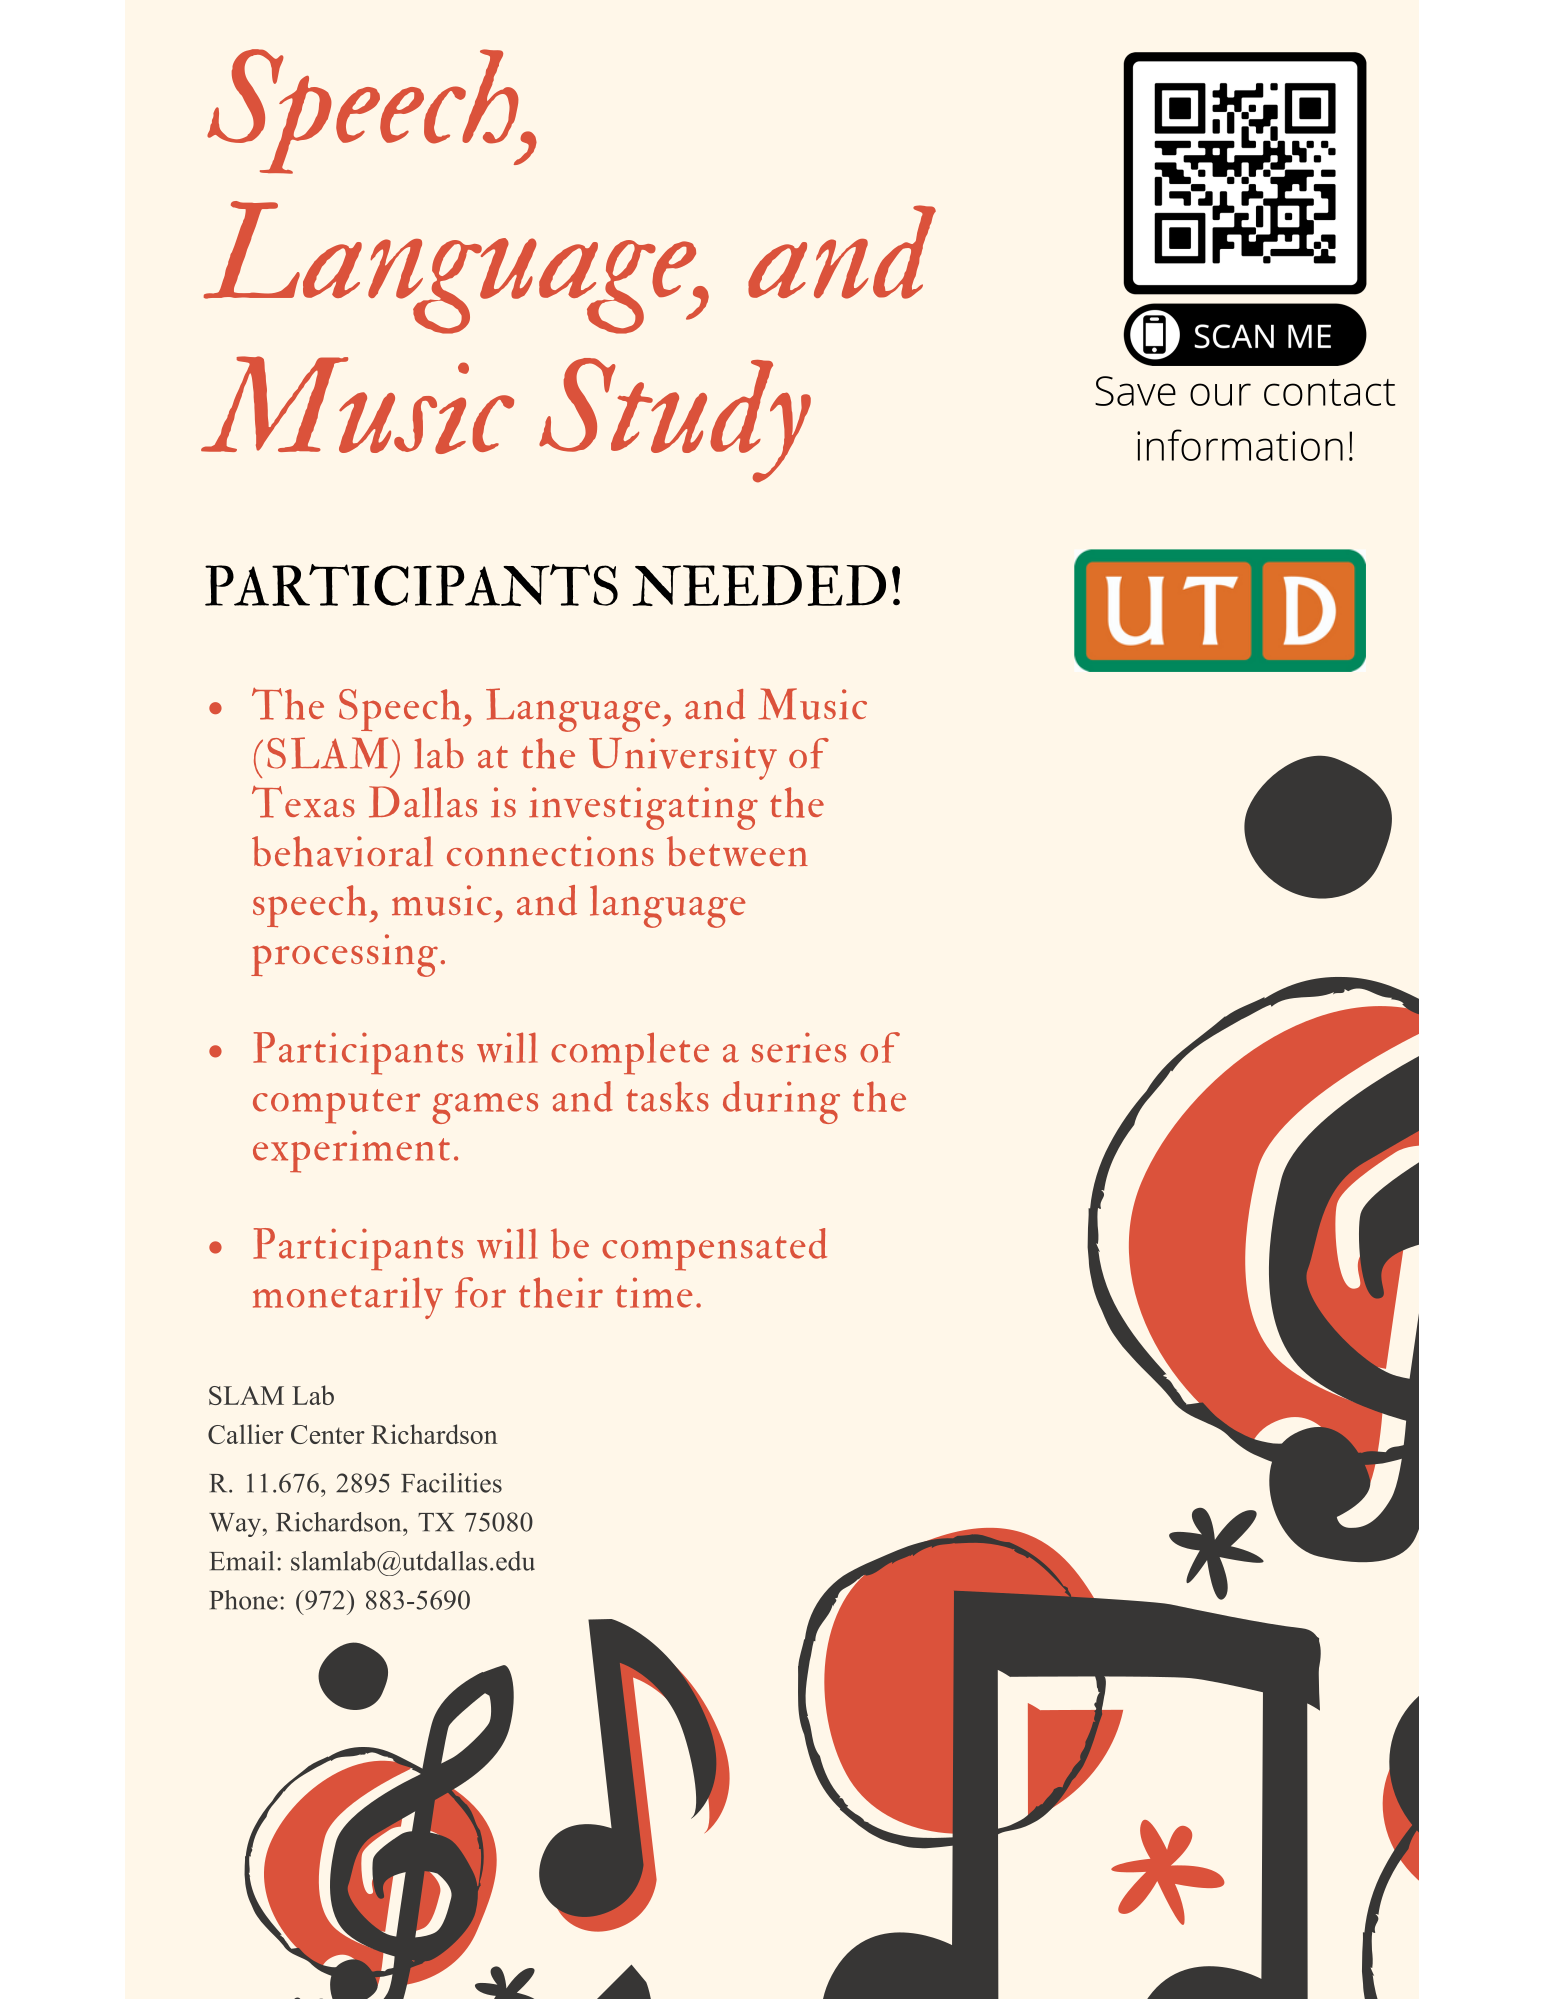 Speech,
Language, and
Music Study
SCAN ME
Save our contact
information!
PARTICIPANTS NEEDED!
UTD
• The Speech, Language, and Music
(SLAM) lab at the University of
Texas Dallas is investigating the
behavioral connections between
speech, music, and language
processing.
• Participants will complete a series of
computer games and tasks during the
experiment.
• Participants will be compensated
monetarily for their time.
SLAM Lab
Callier Center Richardson
R. 11.676, 2895 Facilities
Way, Richardson, TX 75080
Email: slamlab@utdallas.edu
Phone: (972) 883-5690